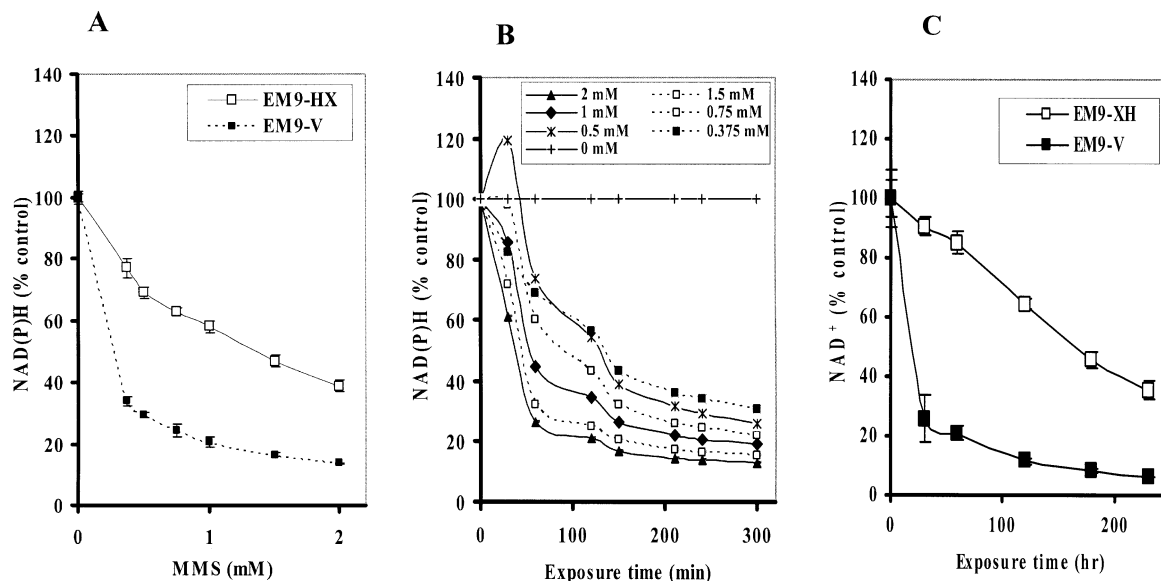 A
140
120
100
80
60
40
20
0
NAD(P)H (% control)
EM9-HX
EM9-V
0 1 2
MMS (mM)
B
140
120
100
80
60
40
20
0
NAD(P)H (% control)
2 mM 1.5 mM
1 mM 0.75 mM
0.5 mM 0.375 mM
0 mM
0 100 200 300
Exposure time (min)
C
140
120
100
80
60
40
20
0
NAD⁺ (% control)
EM9-XH
EM9-V
0 100 200
Exposure time (hr)